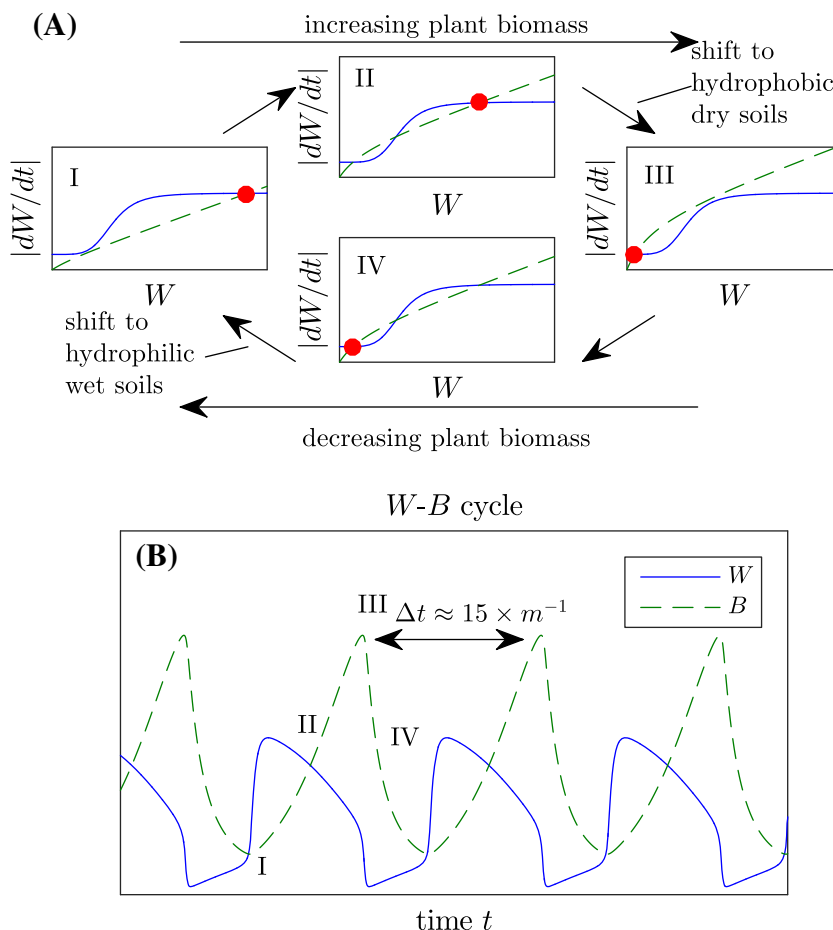 (A)
increasing plant biomass
shift to
hydrophobic
dry soils
I
|dW/dt|
W
II
|dW/dt|
W
III
|dW/dt|
W
IV
|dW/dt|
W
shift to
hydrophilic
wet soils
decreasing plant biomass
W-B cycle
(B)
W
B
III
Δt ≈ 15 × m⁻¹
II
IV
I
time t